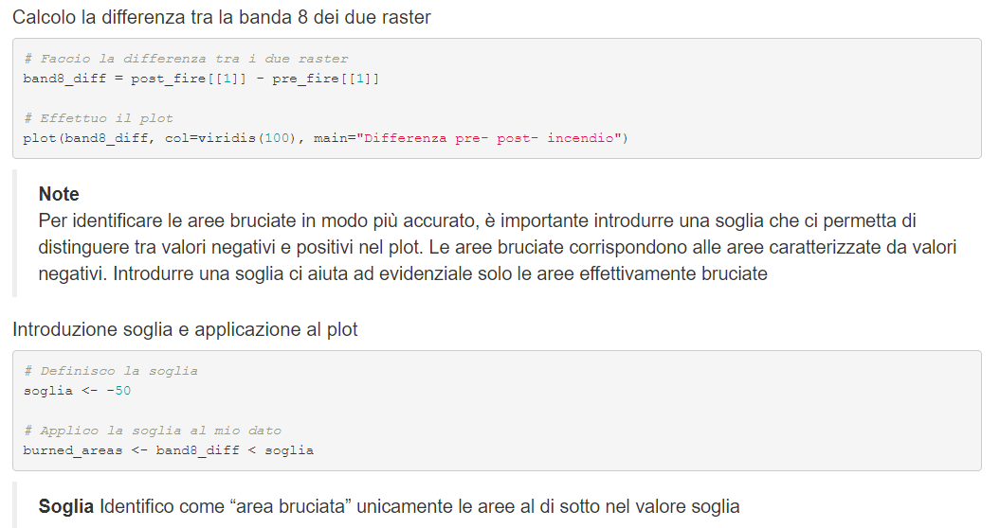 Calcolo la differenza tra la banda 8 dei due raster
# Faccio la differenza tra i due raster
band8_diff = post_fire[[1]] - pre_fire[[1]]
# Effettuo il plot
plot(band8_diff, col=viridis(100), main="Differenza pre- post- incendio")
Note
Per identificare le aree bruciate in modo più accurato, è importante introdurre una soglia che ci permetta di
distinguere tra valori negativi e positivi nel plot. Le aree bruciate corrispondono alle aree caratterizzate da valori
negativi. Introdurre una soglia ci aiuta ad evidenziale solo le aree effettivamente bruciate
Introduzione soglia e applicazione al plot
# Definisco la soglia
soglia <- -50
# Applico la soglia al mio dato
burned_areas <- band8_diff < soglia
Soglia Identifico come “area bruciata” unicamente le aree al di sotto nel valore soglia